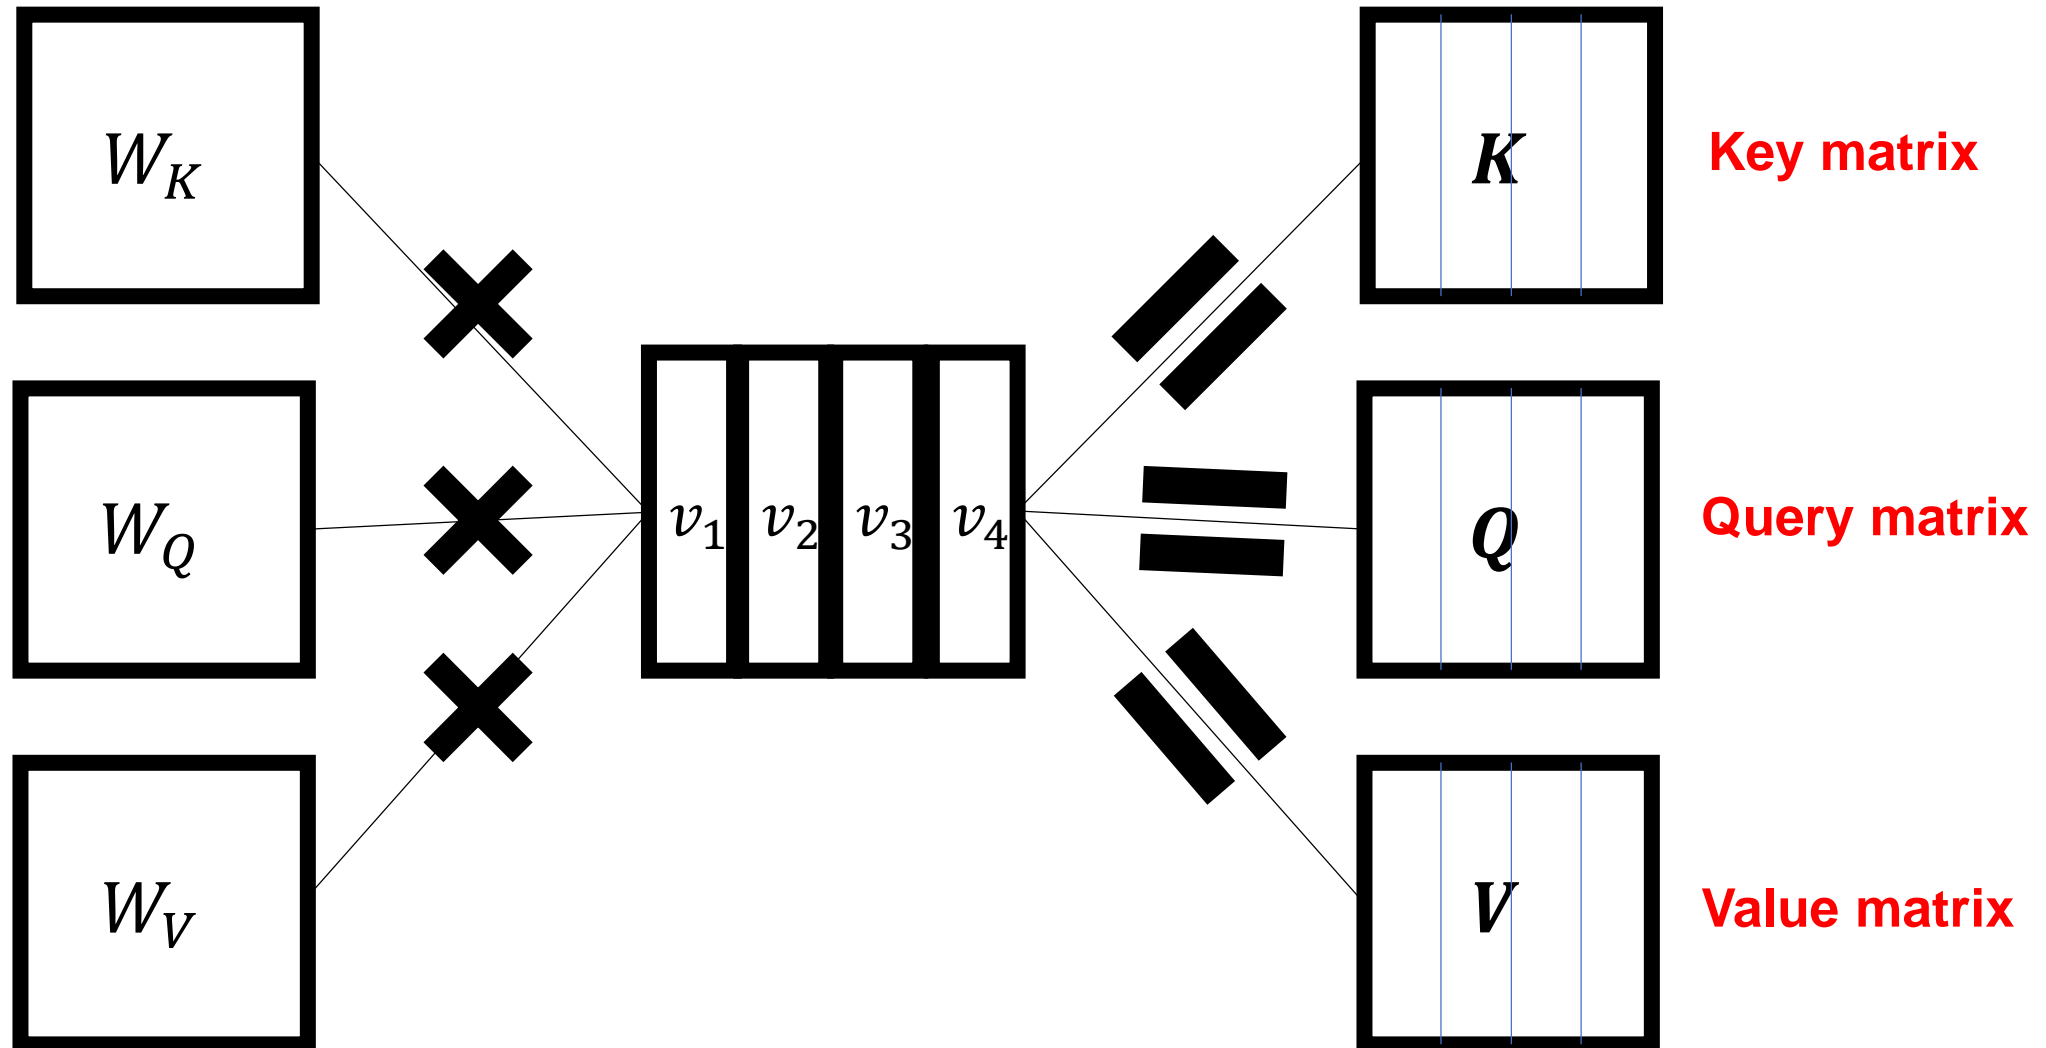 W_K
K
Key matrix
W_Q
v_1 v_2 v_3 v_4
Q
Query matrix
W_V
V
Value matrix